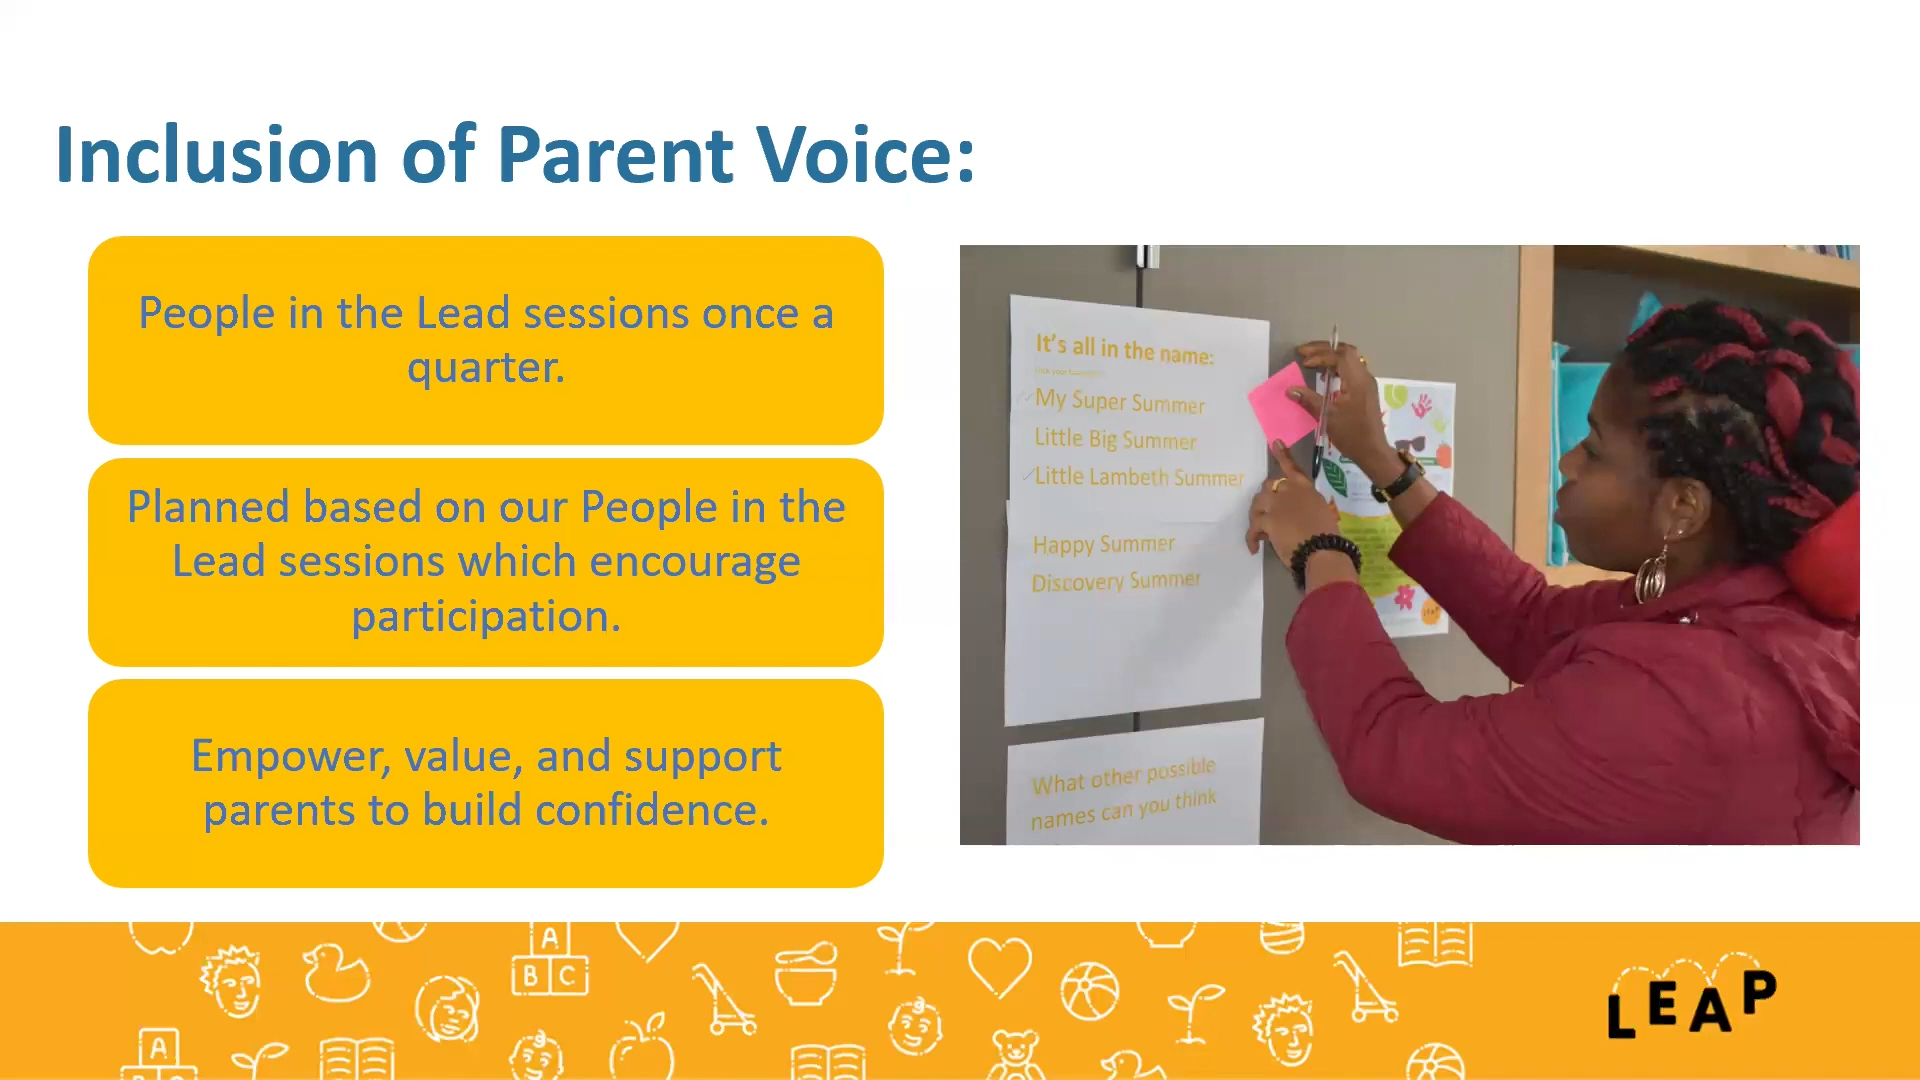 Inclusion of Parent Voice:
People in the Lead sessions once a
quarter.
Planned based on our People in the
Lead sessions which encourage
participation.
Empower, value, and support
parents to build confidence.
It's all in the name:
My Super Summer
Little Big Summer
Little Lambeth Summer
Happy Summer
Discovery Summer
What other possible
names can you think
A
B C
A
LEAP